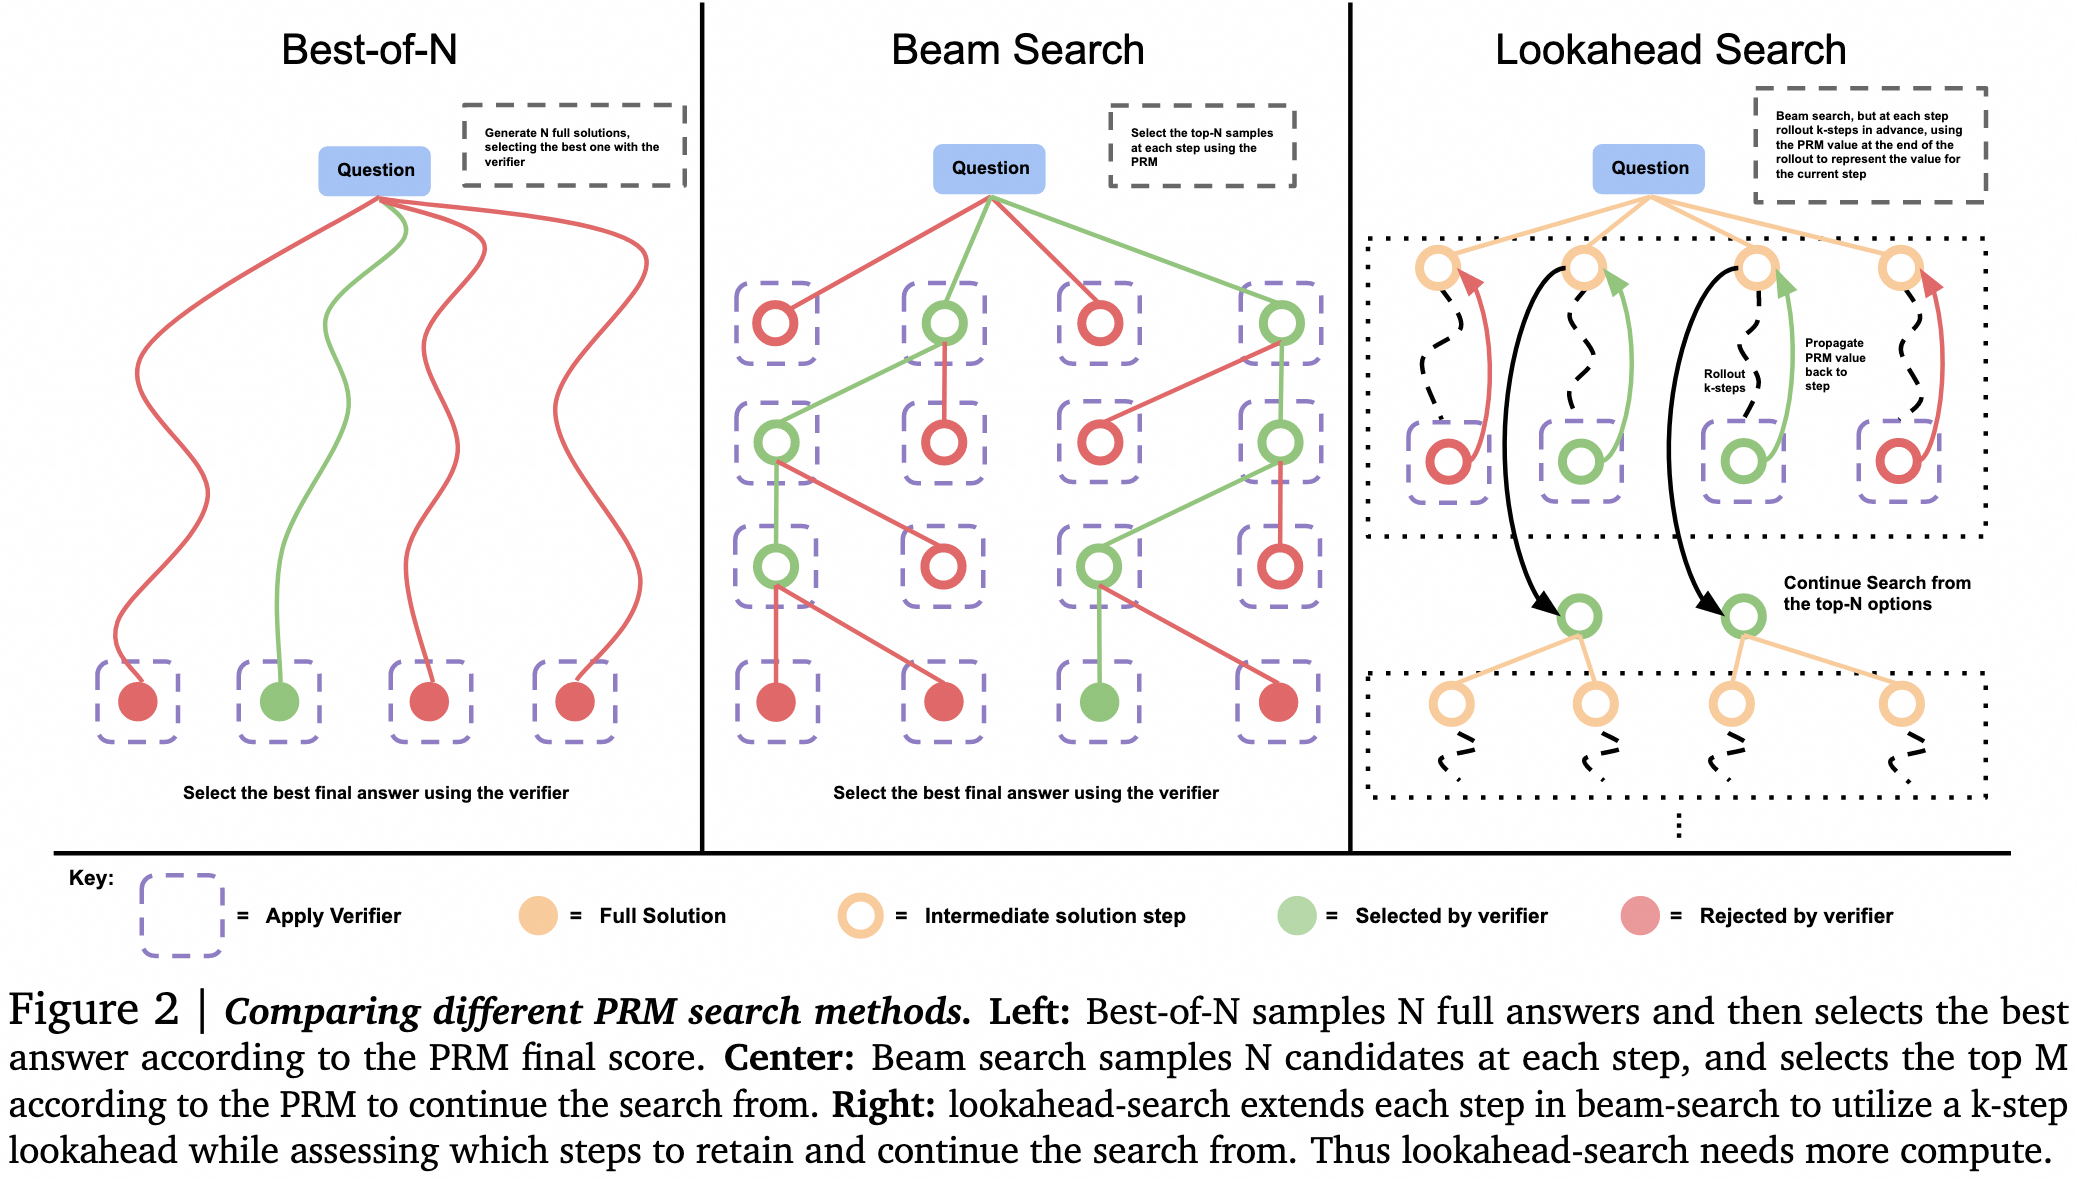 Best-of-N
Generate N full solutions,
selecting the best one with the
verifier
Question
Select the best final answer using the verifier
Beam Search
Select the top-N samples
at each step using the
PRM
Question
Select the best final answer using the verifier
Lookahead Search
Beam search, but at each step
rollout k-steps in advance, using
the PRM value at the end of the
rollout to represent the value for
the current step
Question
Rollout
k-steps
Propagate
PRM value
back to
step
Continue Search from
the top-N options
Key:
= Apply Verifier
= Full Solution
= Intermediate solution step
= Selected by verifier
= Rejected by verifier
Figure 2 | Comparing different PRM search methods. Left: Best-of-N samples N full answers and then selects the best
answer according to the PRM final score. Center: Beam search samples N candidates at each step, and selects the top M
according to the PRM to continue the search from. Right: lookahead-search extends each step in beam-search to utilize a k-step
lookahead while assessing which steps to retain and continue the search from. Thus lookahead-search needs more compute.